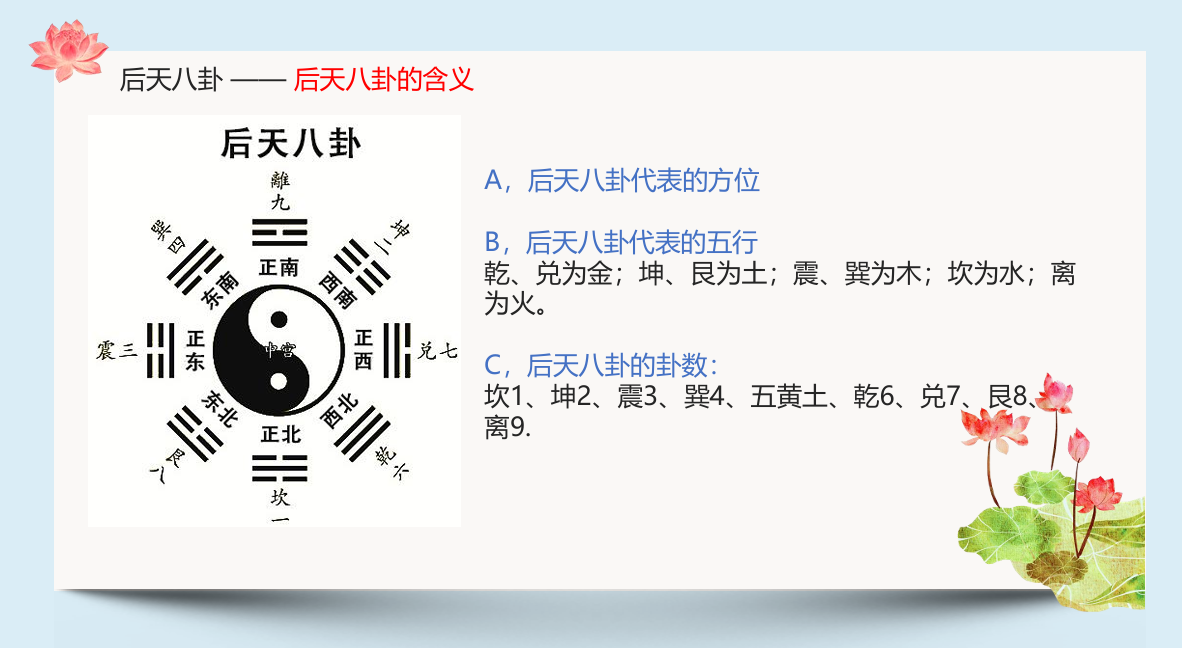 后天八卦 —— 后天八卦的含义
后天八卦
離
九
巽四
坤二
正南
东南
西南
震三
正东
中宫
正西
兑七
东北
西北
正北
艮八
乾六
坎
一
A，后天八卦代表的方位
B，后天八卦代表的五行
乾、兑为金；坤、艮为土；震、巽为木；坎为水；离
为火。
C，后天八卦的卦数：
坎1、坤2、震3、巽4、五黄土、乾6、兑7、艮8、
离9.